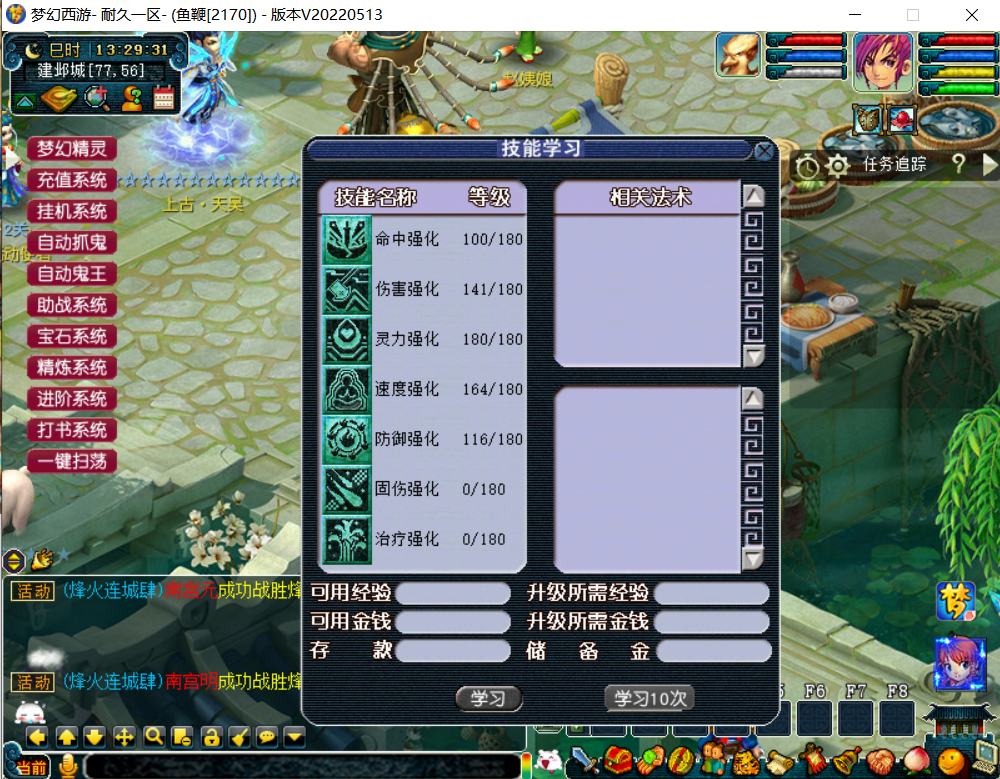 梦幻西游- 耐久一区- (鱼鞭[2170]) - 版本V20220513
巳时 13:29:31
建邺城[77,56]
赵姨娘
任务追踪
上古·天吴
梦幻精灵
充值系统
挂机系统
自动抓鬼
自动鬼王
助战系统
宝石系统
精炼系统
进阶系统
打书系统
一键扫荡
技能学习
技能名称 等级
命中强化 100/180
伤害强化 141/180
灵力强化 180/180
速度强化 164/180
防御强化 116/180
固伤强化 0/180
治疗强化 0/180
相关法术
可用经验 升级所需经验
可用金钱 升级所需金钱
存款 储备金
学习 学习10次
活动 (烽火连城肆)南宫元成功战胜烽
活动 (烽火连城肆)南宫明成功战胜烽
F6 F7 F8
梦
当前